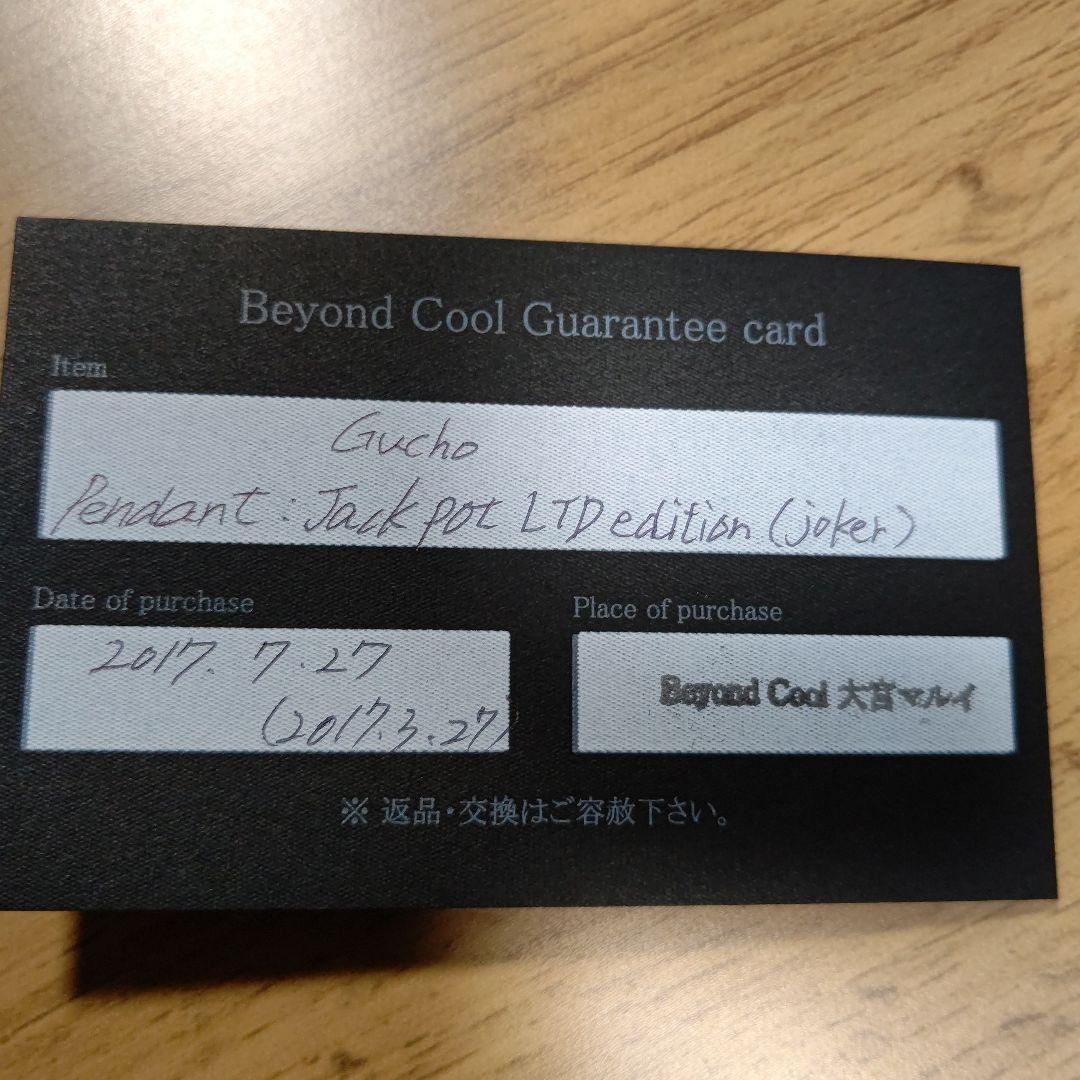 Beyond Cool Guarantee card
Item
Gucho
Pendant : Jackpot LTD edition (joker)
Date of purchase
2017. 7. 27
(2017.3.27)
Place of purchase
Beyond Cool 大宮マルイ
※ 返品・交換はご容赦下さい。